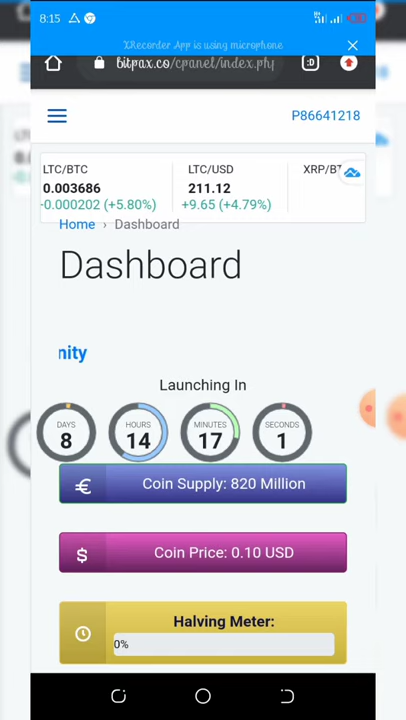 8:15
XRecorder App is using microphone
bitpax.co/cpanel/index.ph
:D
P86641218
LTC/BTC
0.003686
-0.000202 (+5.80%)
LTC/USD
211.12
+9.65 (+4.79%)
XRP/BT
Home › Dashboard
Dashboard
nity
Launching In
DAYS
8
HOURS
14
MINUTES
17
SECONDS
1
€ Coin Supply: 820 Million
$ Coin Price: 0.10 USD
Halving Meter:
0%